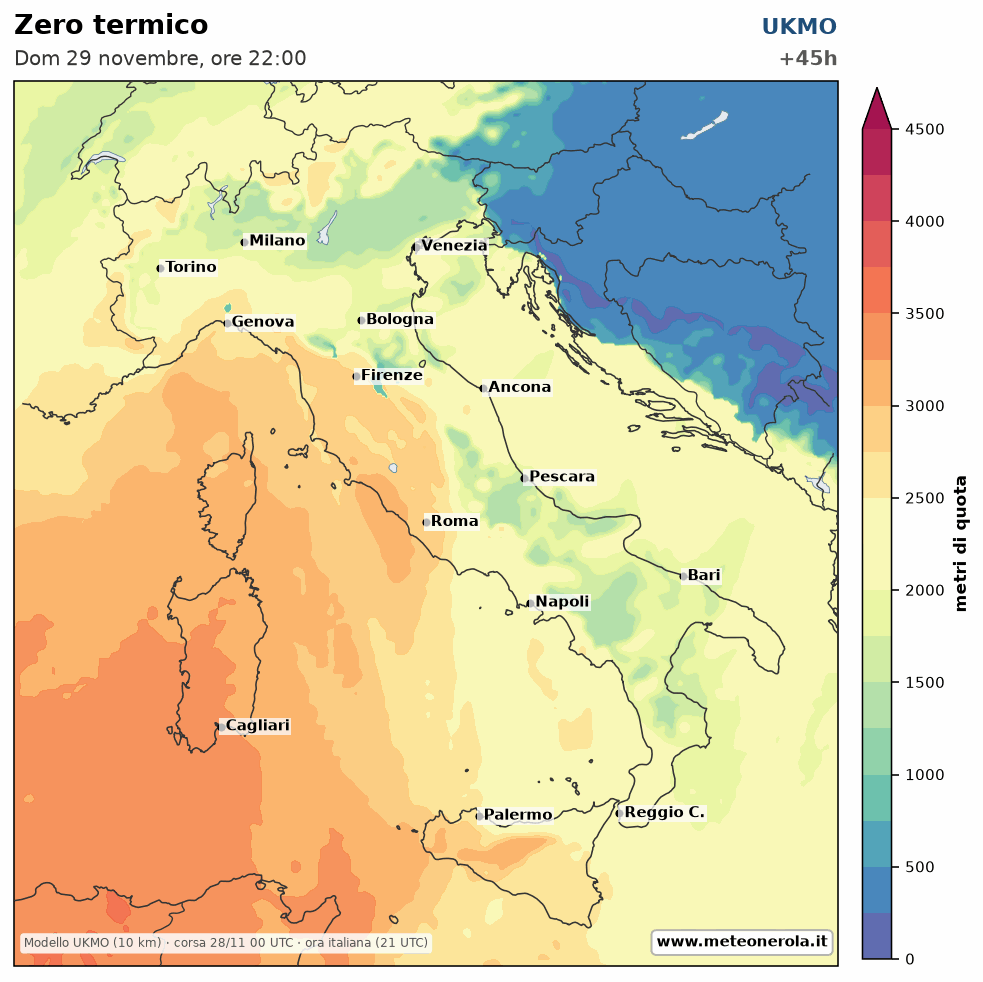 Zero termico
UKMO
Dom 29 novembre, ore 22:00
+45h
4500
4000
3500
3000
2500
2000
1500
1000
500
0
metri di quota
Milano
Venezia
Torino
Genova
Bologna
Firenze
Ancona
Pescara
Roma
Bari
Napoli
Cagliari
Palermo
Reggio C.
Modello UKMO (10 km) · corsa 28/11 00 UTC · ora italiana (21 UTC)
www.meteonerola.it